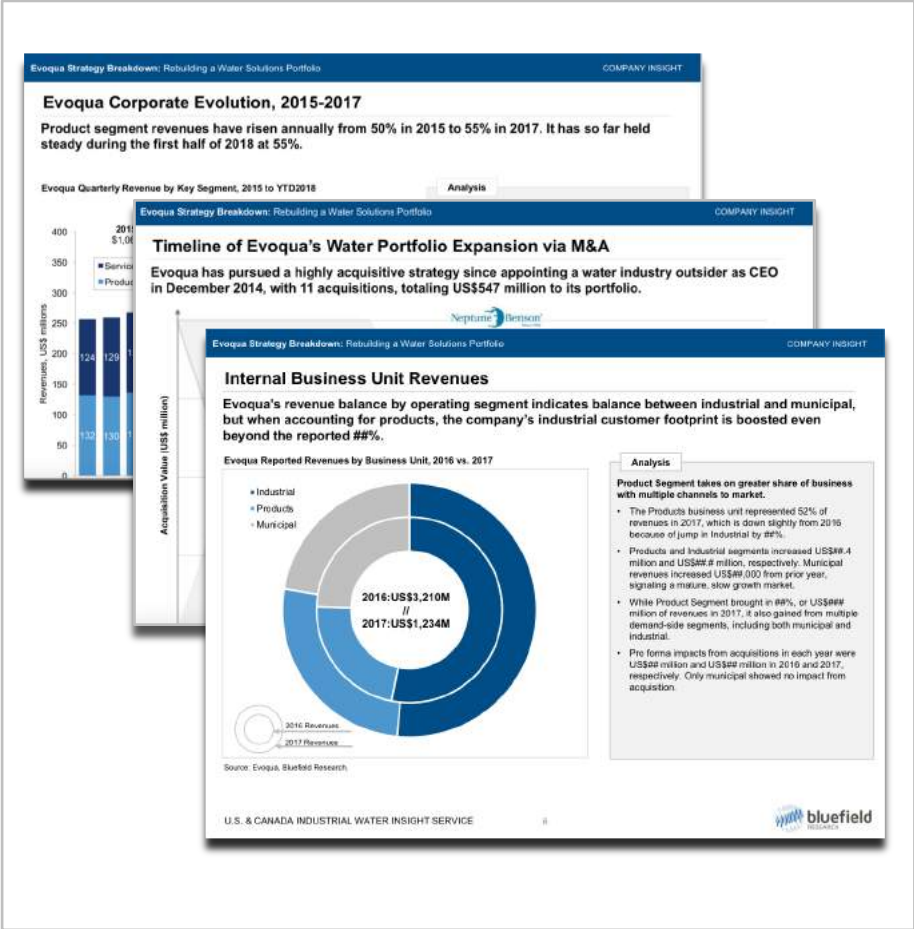 Evoqua Strategy Breakdown: Rebuilding a Water Solutions Portfolio
COMPANY INSIGHT
Evoqua Corporate Evolution, 2015-2017
Product segment revenues have risen annually from 50% in 2015 to 55% in 2017. It has so far held
steady during the first half of 2018 at 55%.
Evoqua Quarterly Revenue by Key Segment, 2015 to YTD2018
Analysis
Revenues, US$ millions
400
350
300
250
200
150
100
50
0
124 129
132 130
Evoqua Strategy Breakdown: Rebuilding a Water Solutions Portfolio
COMPANY INSIGHT
Timeline of Evoqua's Water Portfolio Expansion via M&A
Evoqua has pursued a highly acquisitive strategy since appointing a water industry outsider as CEO
in December 2014, with 11 acquisitions, totaling US$547 million to its portfolio.
Neptune Benson
Acquisition Value (US$ million)
Evoqua Strategy Breakdown: Rebuilding a Water Solutions Portfolio
COMPANY INSIGHT
Internal Business Unit Revenues
Evoqua's revenue balance by operating segment indicates balance between industrial and municipal,
but when accounting for products, the company's industrial customer footprint is boosted even
beyond the reported ##%.
Evoqua Reported Revenues by Business Unit, 2016 vs. 2017
Industrial
Products
Municipal
2016:US$3,210M
//
2017:US$1,234M
2016 Revenues
2017 Revenues
Source: Evoqua, Bluefield Research
Analysis
Product Segment takes on greater share of business
with multiple channels to market.
• The Products business unit represented 52% of
revenues in 2017, which is down slightly from 2016
because of jump in Industrial by ##%.
• Products and Industrial segments increased US$##.4
million and US$##.# million, respectively. Municipal
revenues increased US$##,000 from prior year,
signaling a mature, slow growth market.
• While Product Segment brought in ##%, or US$###
million of revenues in 2017, it also gained from multiple
demand-side segments, including both municipal and
industrial.
• Pro forma impacts from acquisitions in each year were
US$## million and US$## million in 2016 and 2017,
respectively. Only municipal showed no impact from
acquisition.
U.S. & CANADA INDUSTRIAL WATER INSIGHT SERVICE
bluefield
RESEARCH